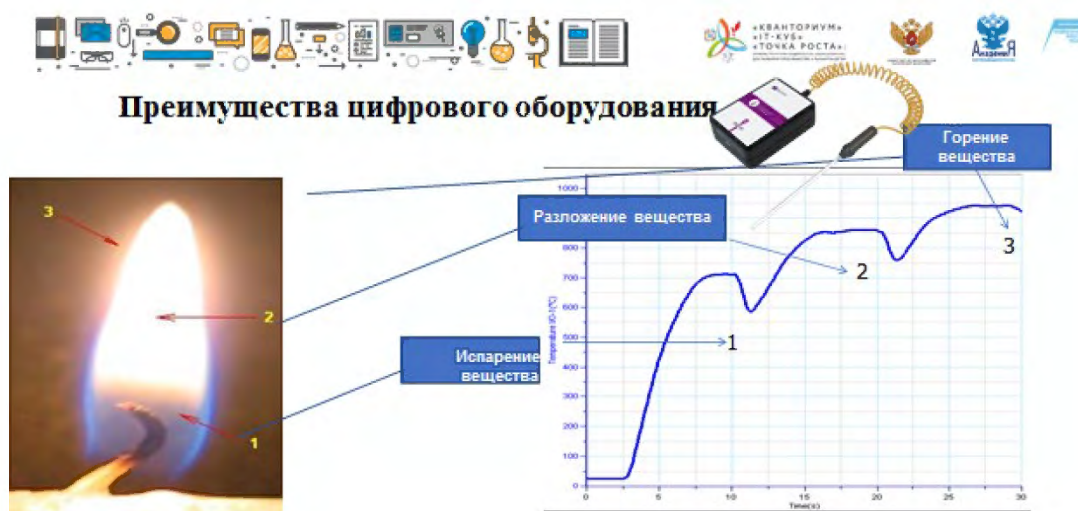 «КВАНТОРИУМ»
«IT-КУБ»
«ТОЧКА РОСТА»:
АкадемиЯ
Преимущества цифрового оборудования
Горение
вещества
Разложение вещества
Испарение
вещества
3
2
1
1000
800
700
600
500
400
300
200
100
0
Temperature
1
2
3
0
5
10
15
20
25
30
Time(s)